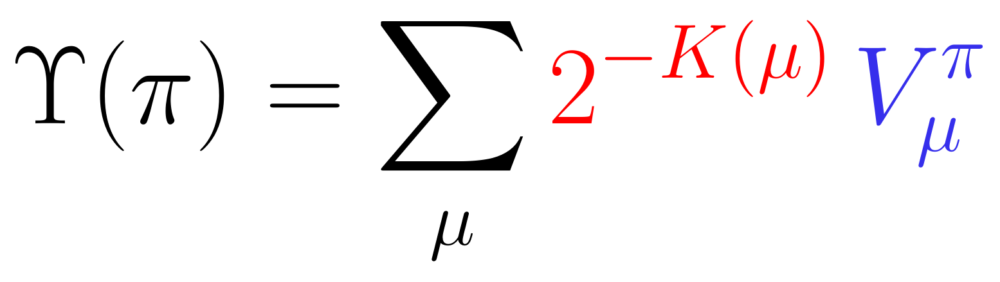 ϒ(π) = ∑_μ 2^{−K(μ)} V_μ^π